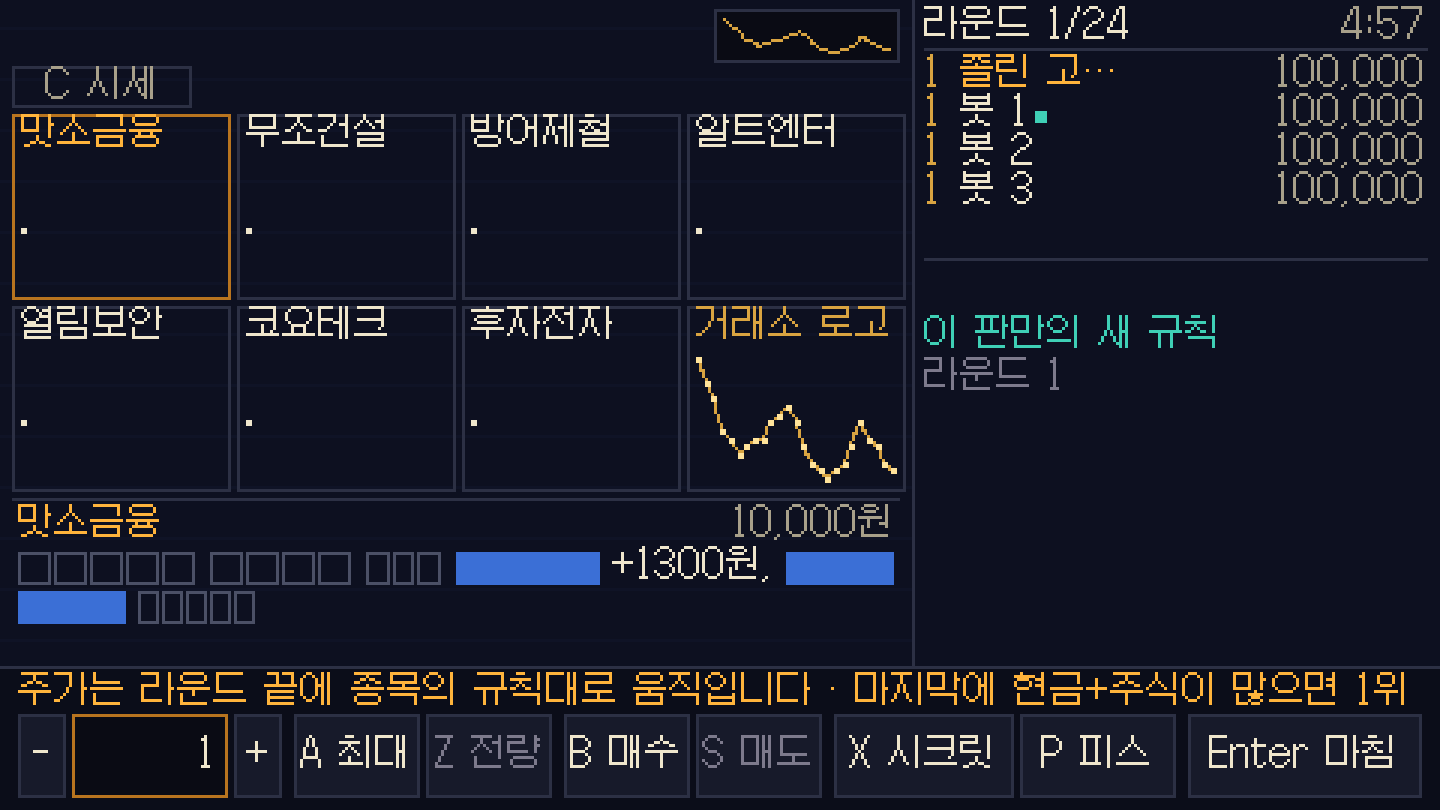 C 시세
맛소금융
무조건설
방어제철
알트엔터
열림보안
코요테크
후자전자
거래소 로고
맛소금융 10,000원
+1300원,
라운드 1/24 4:57
1 졸린 고… 100,000
1 봇 1 100,000
1 봇 2 100,000
1 봇 3 100,000
이 판만의 새 규칙
라운드 1
주가는 라운드 끝에 종목의 규칙대로 움직입니다 · 마지막에 현금+주식이 많으면 1위
- 1 + A 최대 Z 전량 B 매수 S 매도 X 시크릿 P 피스 Enter 마침